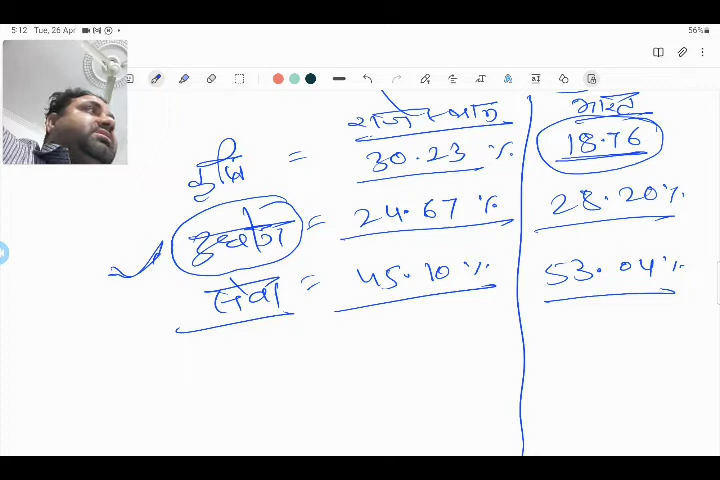 5:12 Tue, 26 Apr 56%
राजस्थान भारत
कृषि = 30.23 % 18.76
उद्योग = 24.67 % 28.20%
सेवा = 45.10 % 53.04%